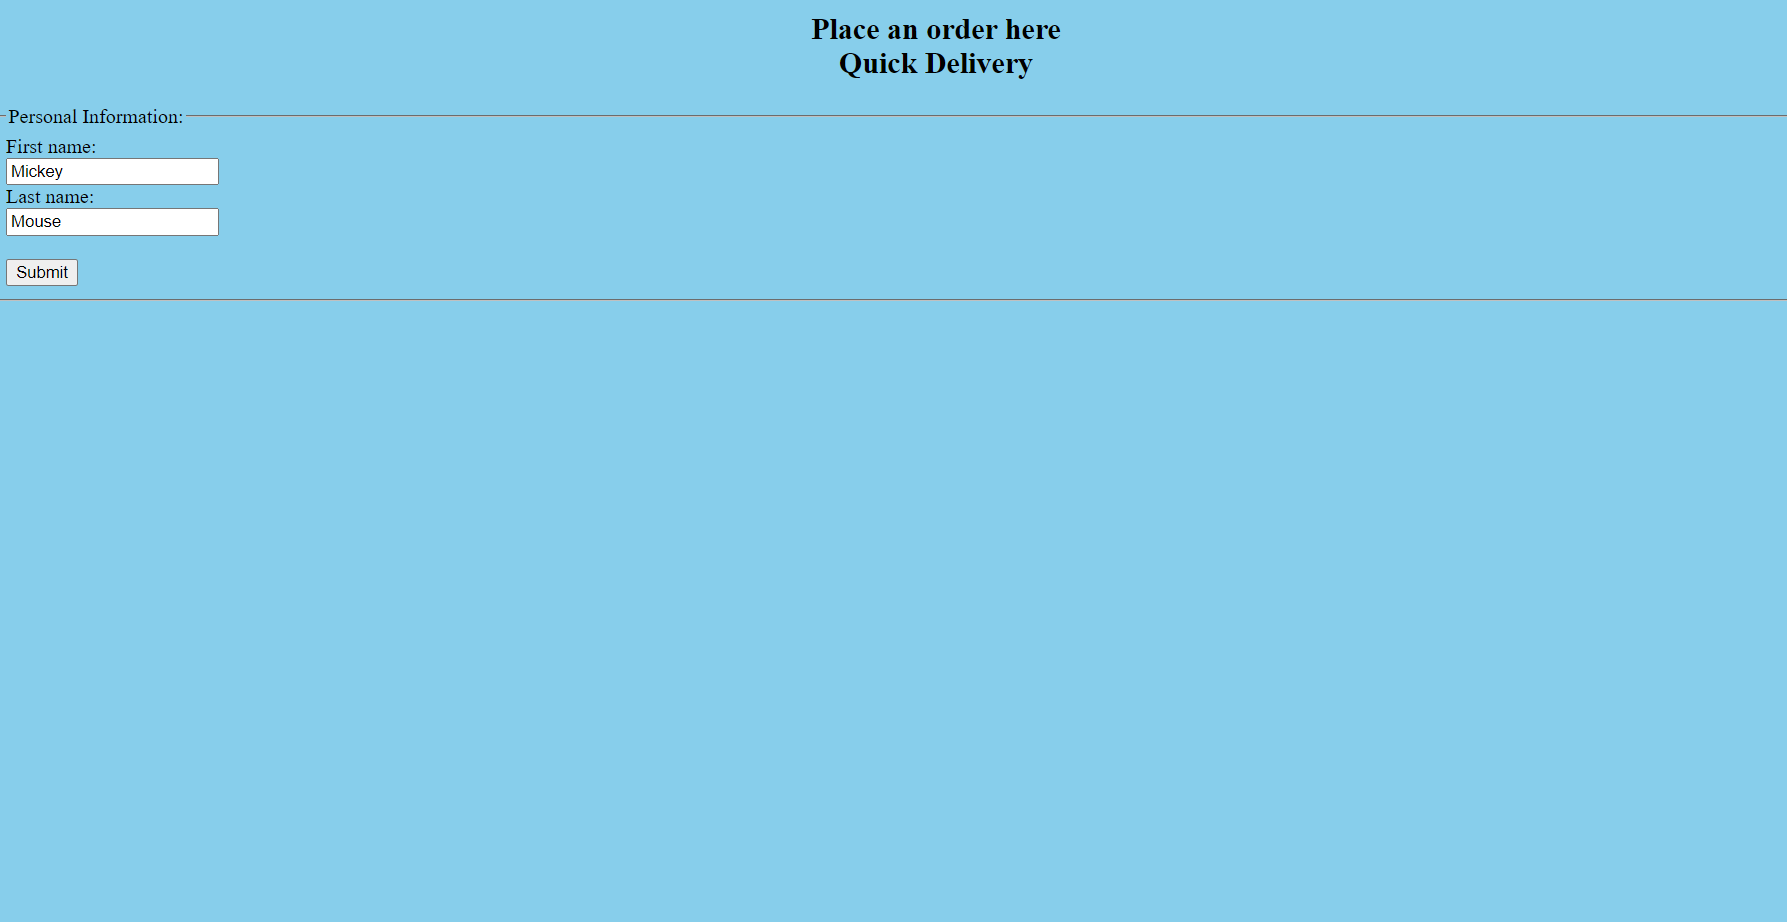 Place an order here
Quick Delivery
Personal Information:
First name:
Mickey
Last name:
Mouse
Submit